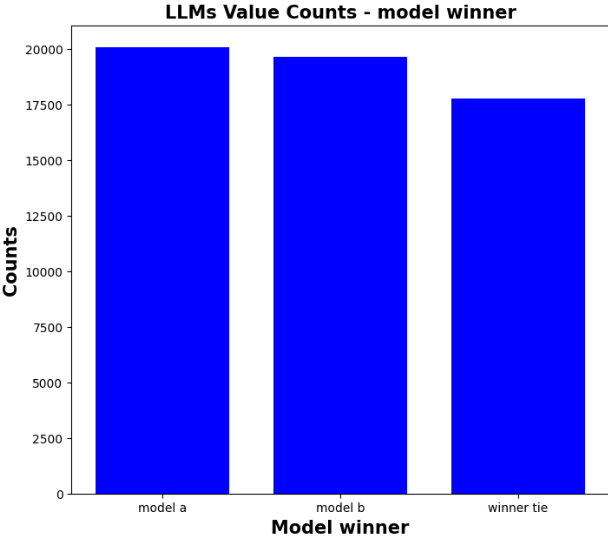 LLMs Value Counts - model winner
20000
17500
15000
12500
10000
7500
5000
2500
0
Counts
model a
model b
winner tie
Model winner